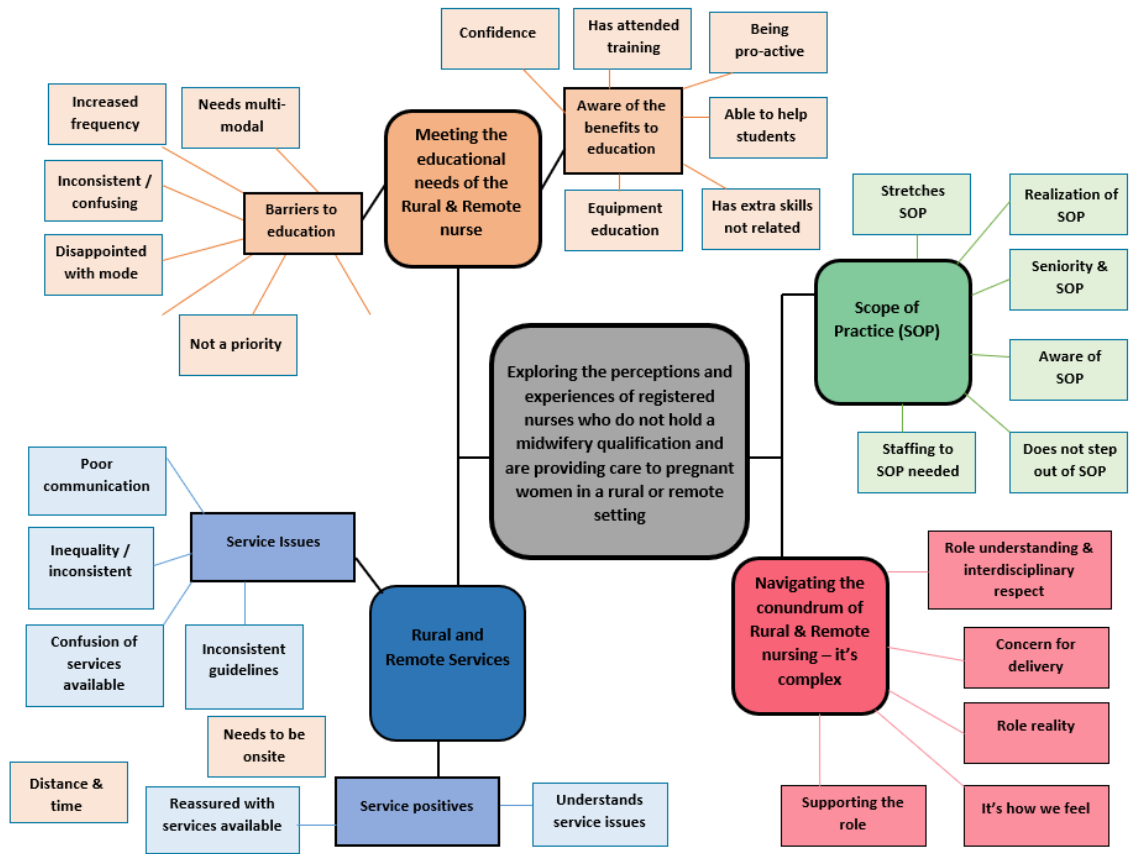 Confidence
Has attended
training
Being
pro-active
Increased
frequency
Needs multi-
modal
Meeting the
educational
needs of the
Rural & Remote
nurse
Aware of the
benefits to
education
Able to help
students
Inconsistent /
confusing
Barriers to
education
Equipment
education
Has extra skills
not related
Disappointed
with mode
Not a priority
Stretches
SOP
Realization of
SOP
Seniority &
SOP
Scope of
Practice (SOP)
Aware of
SOP
Staffing to
SOP needed
Does not step
out of SOP
Exploring the perceptions and
experiences of registered
nurses who do not hold a
midwifery qualification and
are providing care to pregnant
women in a rural or remote
setting
Poor
communication
Service Issues
Inequality /
inconsistent
Confusion of
services
available
Inconsistent
guidelines
Rural and
Remote Services
Needs to be
onsite
Distance &
time
Reassured with
services available
Service positives
Understands
service issues
Navigating the
conundrum of
Rural & Remote
nursing – it's
complex
Role understanding &
interdisciplinary
respect
Concern for
delivery
Role reality
Supporting the
role
It's how we feel